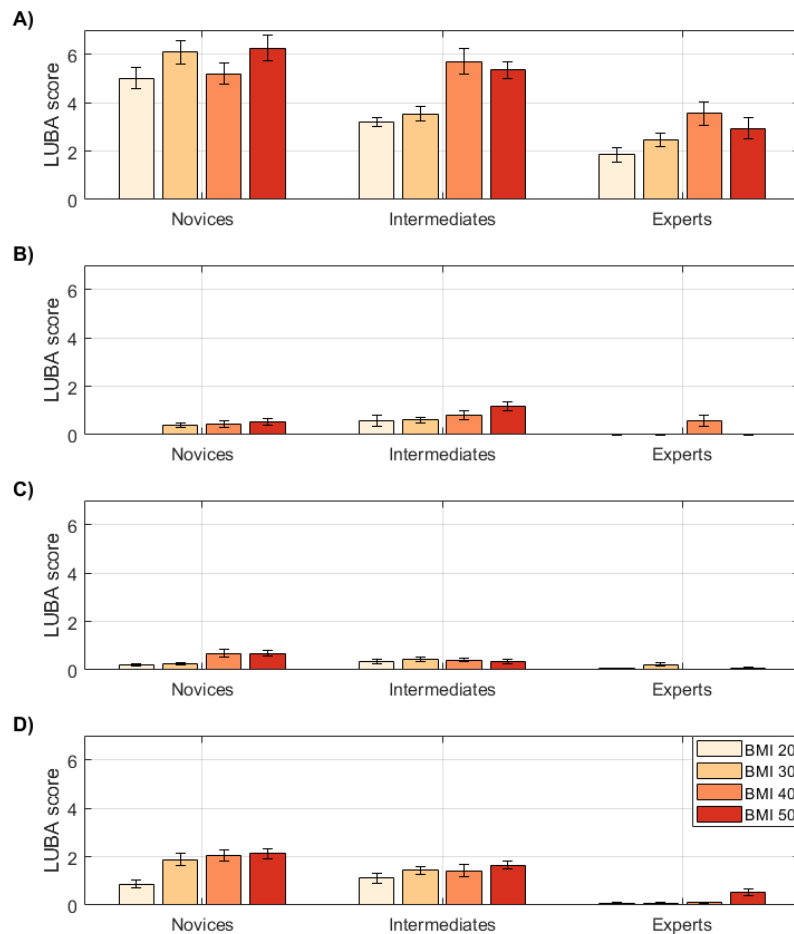 A)
LUBA score
6
4
2
0
Novices Intermediates Experts
B)
LUBA score
6
4
2
0
Novices Intermediates Experts
C)
LUBA score
6
4
2
0
Novices Intermediates Experts
D)
LUBA score
6
4
2
0
BMI 20
BMI 30
BMI 40
BMI 50
Novices Intermediates Experts